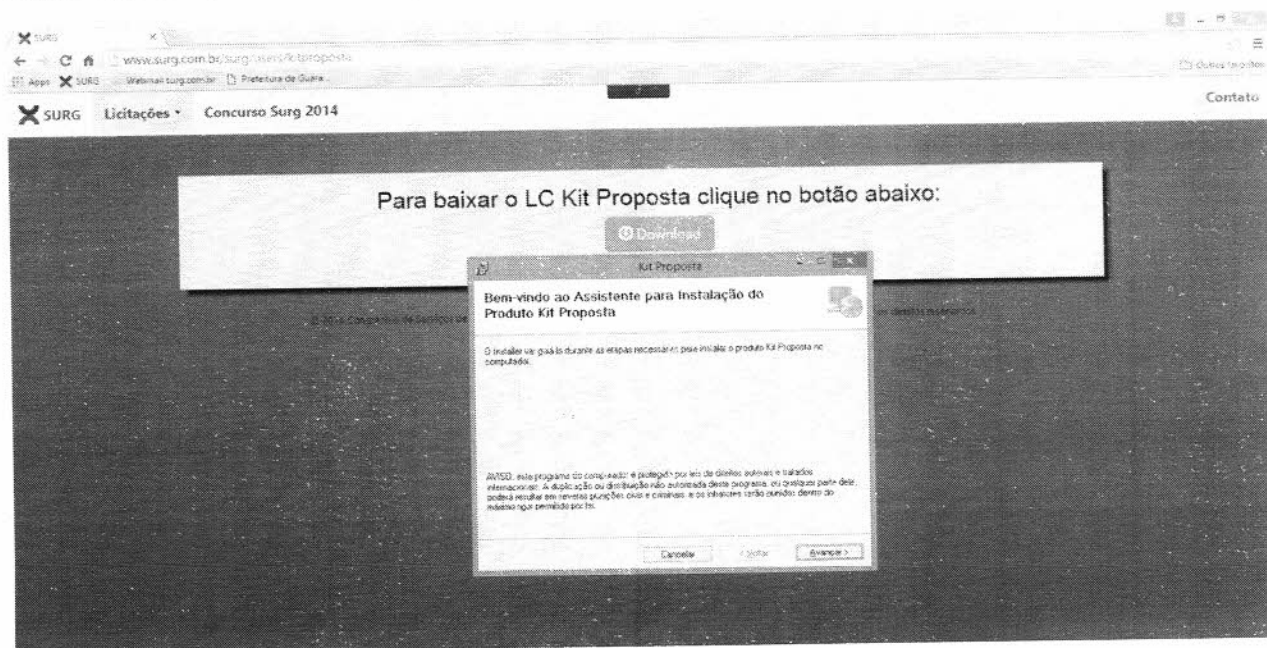 SURG
www.surg.com.br/surg/users/kitproposta
Apps SURG Webmail surg.com.br Prefeitura de Guara...
SURG Licitações Concurso Surg 2014 Contato
Para baixar o LC Kit Proposta clique no botão abaixo:
Download
Kit Proposta
Bem-vindo ao Assistente para Instalação do
Produto Kit Proposta
O Installer vai guiá-lo durante as etapas necessárias para instalar o produto Kit Proposta no
computador.
AVISO: este programa de computador é protegido por leis de direitos autorais e tratados
internacionais. A duplicação ou distribuição não autorizada deste programa, ou qualquer parte dele,
poderá resultar em severas punições civis e criminais, e os infratores serão punidos dentro do
máximo rigor permitido por lei.
Cancelar < Voltar Avançar >